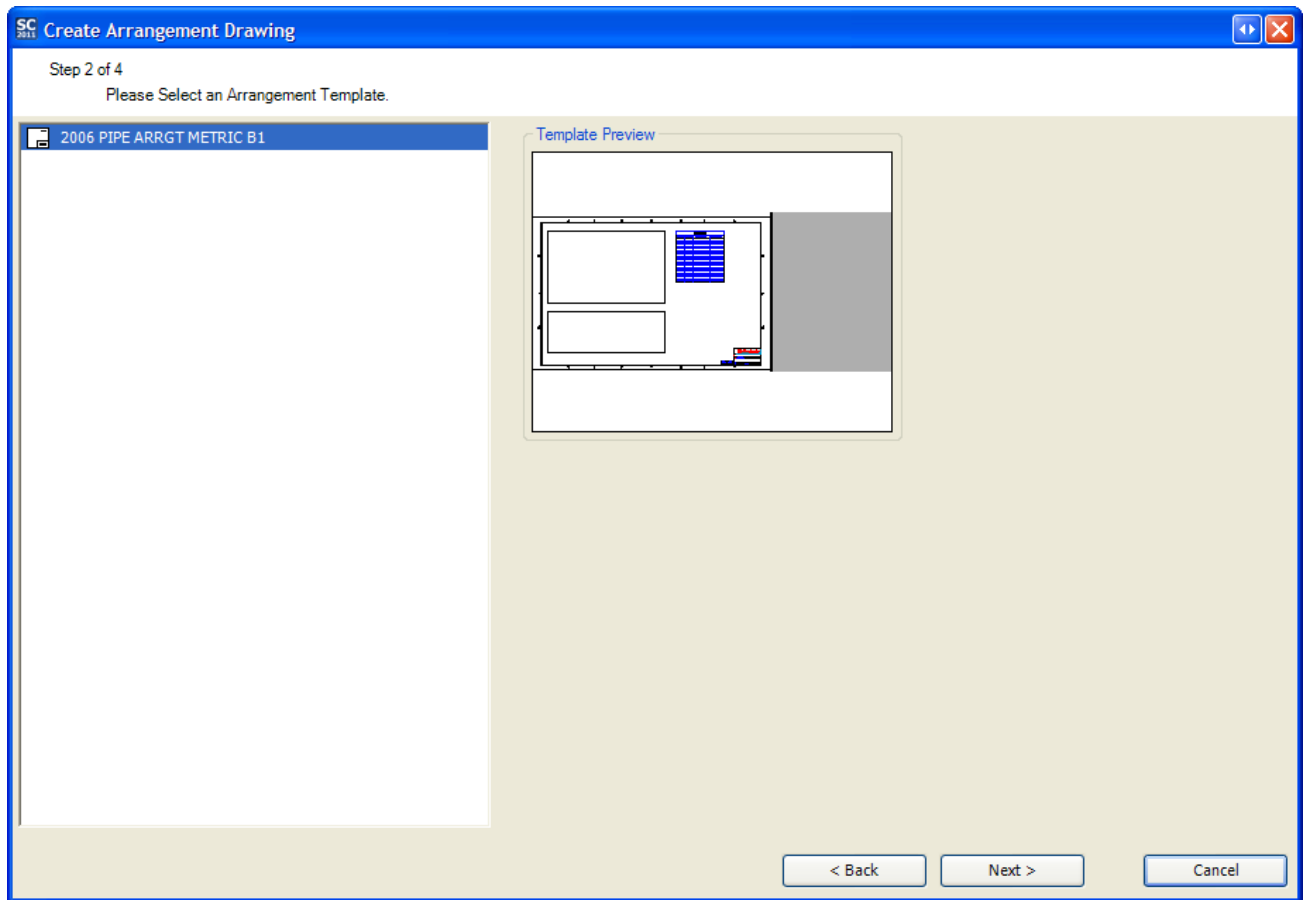 SC
2011
Create Arrangement Drawing
Step 2 of 4
Please Select an Arrangement Template.
2006 PIPE ARRGT METRIC B1
Template Preview
< Back
Next >
Cancel